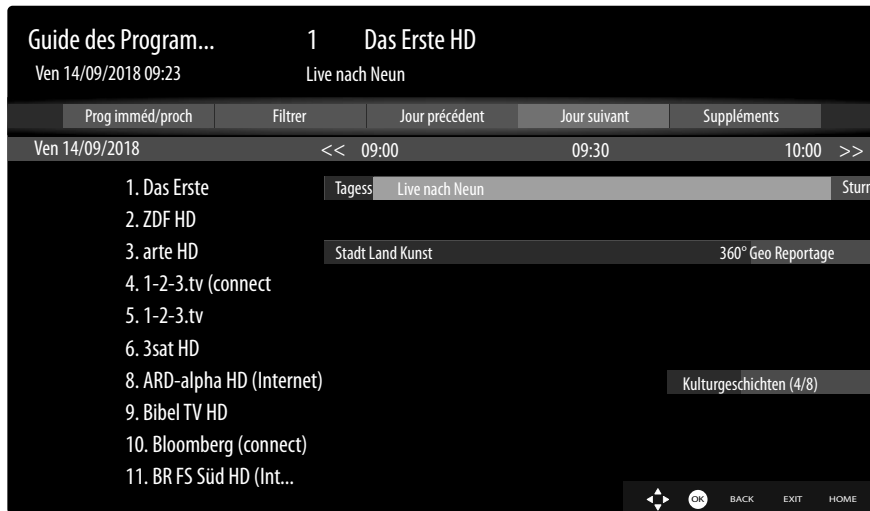 Guide des Program... 1 Das Erste HD
Ven 14/09/2018 09:23 Live nach Neun
Prog imméd/proch Filtrer Jour précédent Jour suivant Suppléments
Ven 14/09/2018 << 09:00 09:30 10:00 >>
1. Das Erste Tagess Live nach Neun Sturr
2. ZDF HD
3. arte HD Stadt Land Kunst 360° Geo Reportage
4. 1-2-3.tv (connect
5. 1-2-3.tv
6. 3sat HD
8. ARD-alpha HD (Internet) Kulturgeschichten (4/8)
9. Bibel TV HD
10. Bloomberg (connect)
11. BR FS Süd HD (Int...
OK BACK EXIT HOME